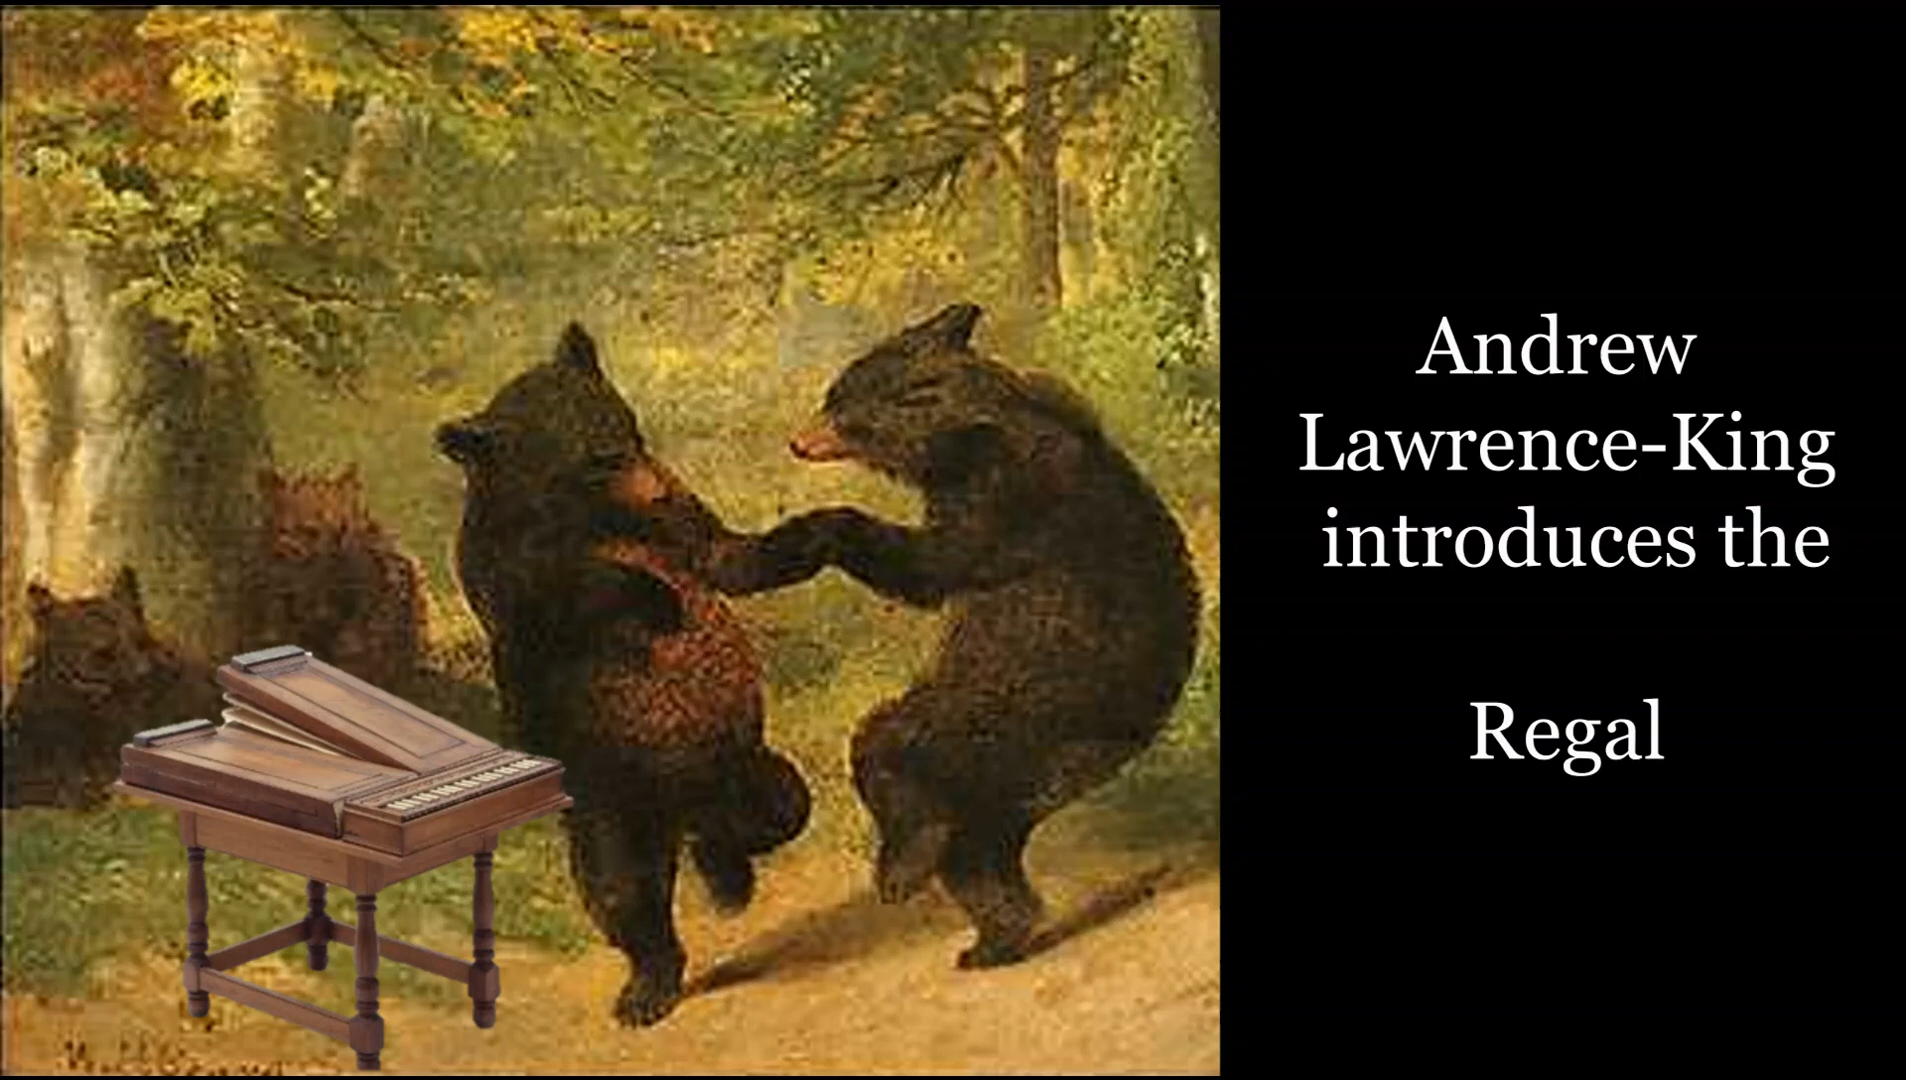 Andrew
Lawrence-King
introduces the
Regal